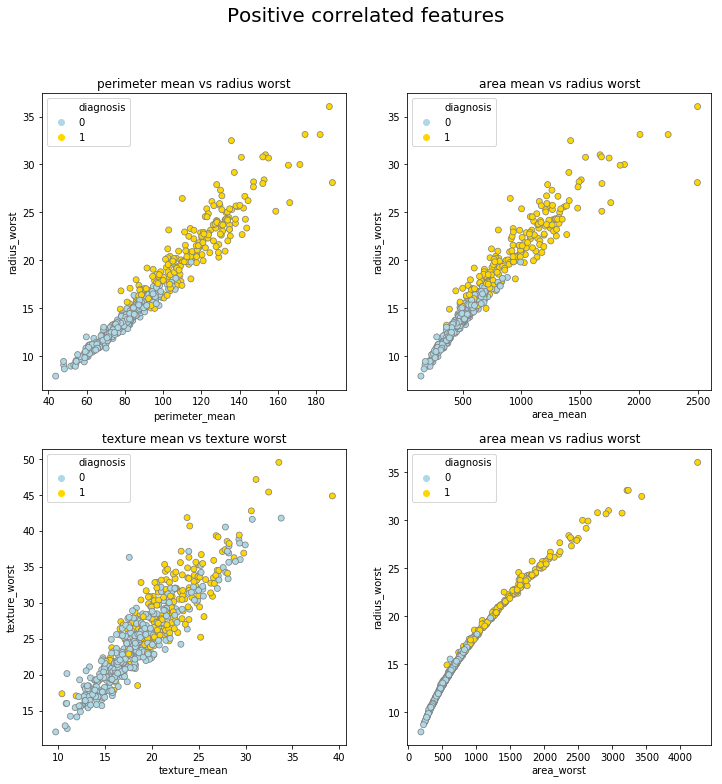 Positive correlated features
perimeter mean vs radius worst
diagnosis
0
1
35
30
25
20
15
10
radius_worst
40 60 80 100 120 140 160 180
perimeter_mean
area mean vs radius worst
diagnosis
0
1
35
30
25
20
15
10
radius_worst
500 1000 1500 2000 2500
area_mean
texture mean vs texture worst
diagnosis
0
1
50
45
40
35
30
25
20
15
texture_worst
10 15 20 25 30 35 40
texture_mean
area mean vs radius worst
diagnosis
0
1
35
30
25
20
15
10
radius_worst
0 500 1000 1500 2000 2500 3000 3500 4000
area_worst